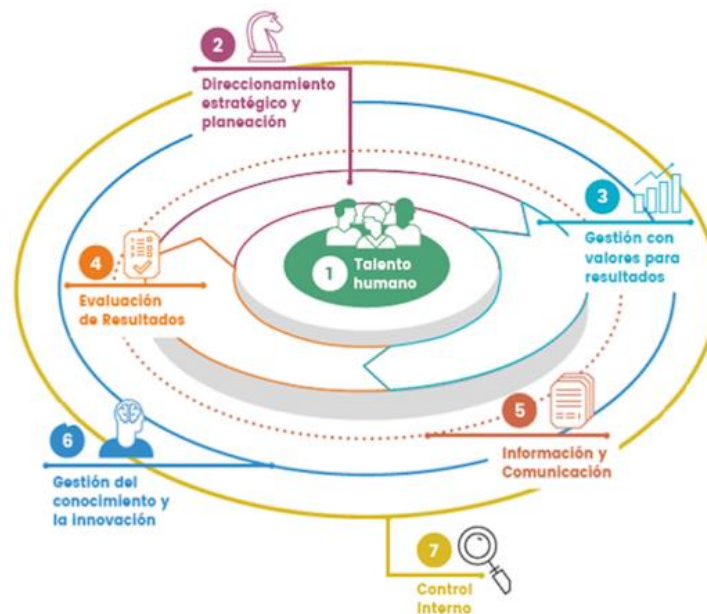 2
Direccionamiento
estratégico y
planeación
3
Gestión con
valores para
resultados
1
Talento
humano
4
Evaluación
de Resultados
5
Información y
Comunicación
6
Gestión del
conocimiento y
la innovación
7
Control
Interno